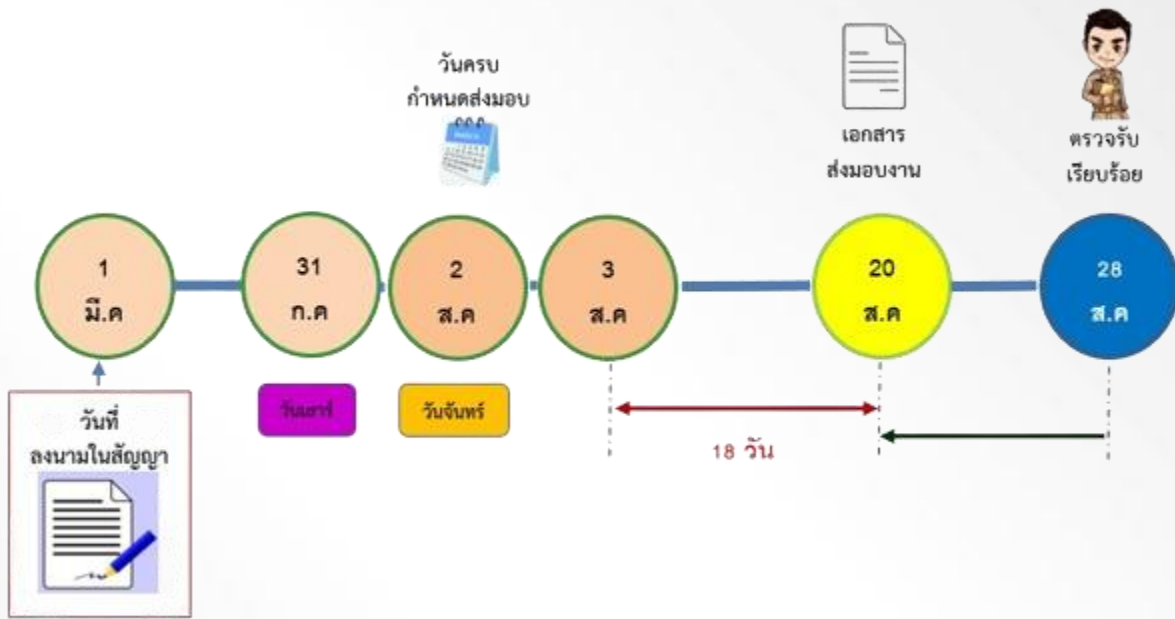 วันครบ
กำหนดส่งมอบ
เอกสาร
ส่งมอบงาน
ตรวจรับ
เรียบร้อย
1
มี.ค
31
ก.ค
2
ส.ค
3
ส.ค
20
ส.ค
28
ส.ค
วันที่
ลงนามในสัญญา
วันเสาร์
วันจันทร์
18 วัน